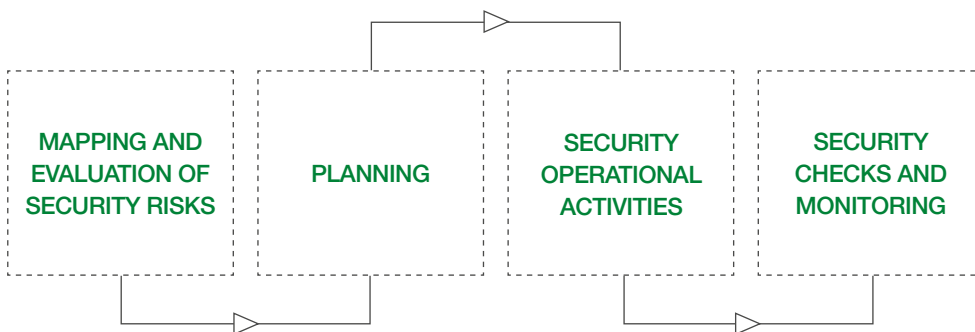 MAPPING AND
EVALUATION OF
SECURITY RISKS
PLANNING
SECURITY
OPERATIONAL
ACTIVITIES
SECURITY
CHECKS AND
MONITORING